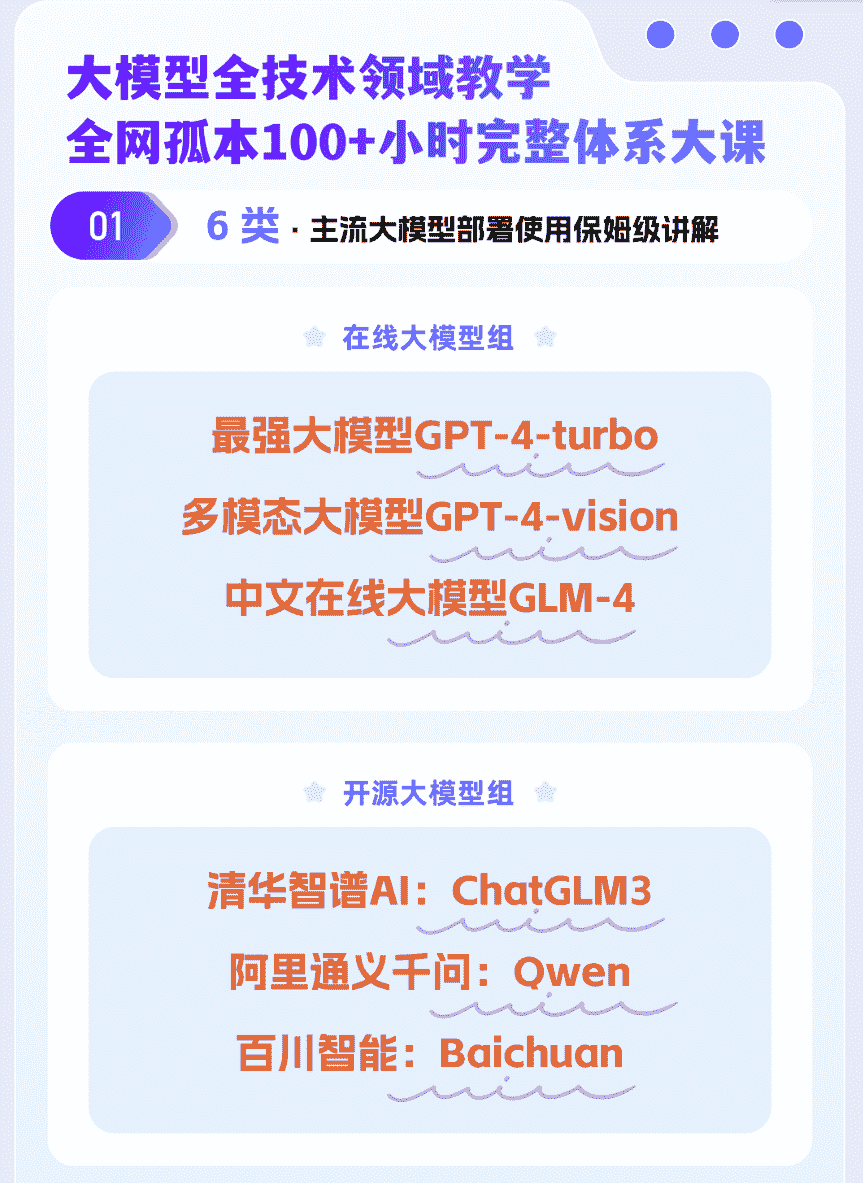 大模型全技术领域教学
全网孤本100+小时完整体系大课
01
6 类 · 主流大模型部署使用保姆级讲解
在线大模型组
最强大模型GPT-4-turbo
多模态大模型GPT-4-vision
中文在线大模型GLM-4
开源大模型组
清华智谱AI：ChatGLM3
阿里通义千问：Qwen
百川智能：Baichuan